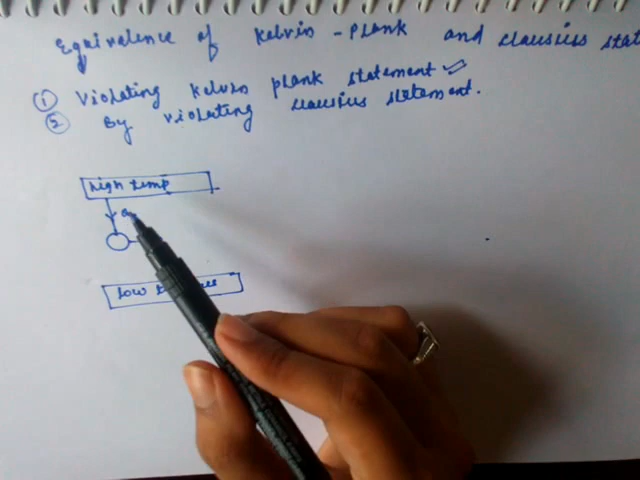 Equivalence of Kelvin - Plank and clausius stat
① Violating Kelvin plank statement ✓
② By violating clausius statement.
High temp
Q
Low